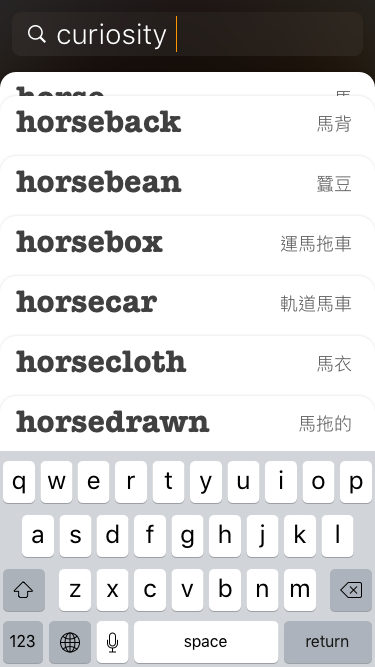 curiosity
horse 馬
horseback 馬背
horsebean 蠶豆
horsebox 運馬拖車
horsecar 軌道馬車
horsecloth 馬衣
horsedrawn 馬拖的
q w e r t y u i o p
a s d f g h j k l
z x c v b n m
123 space return